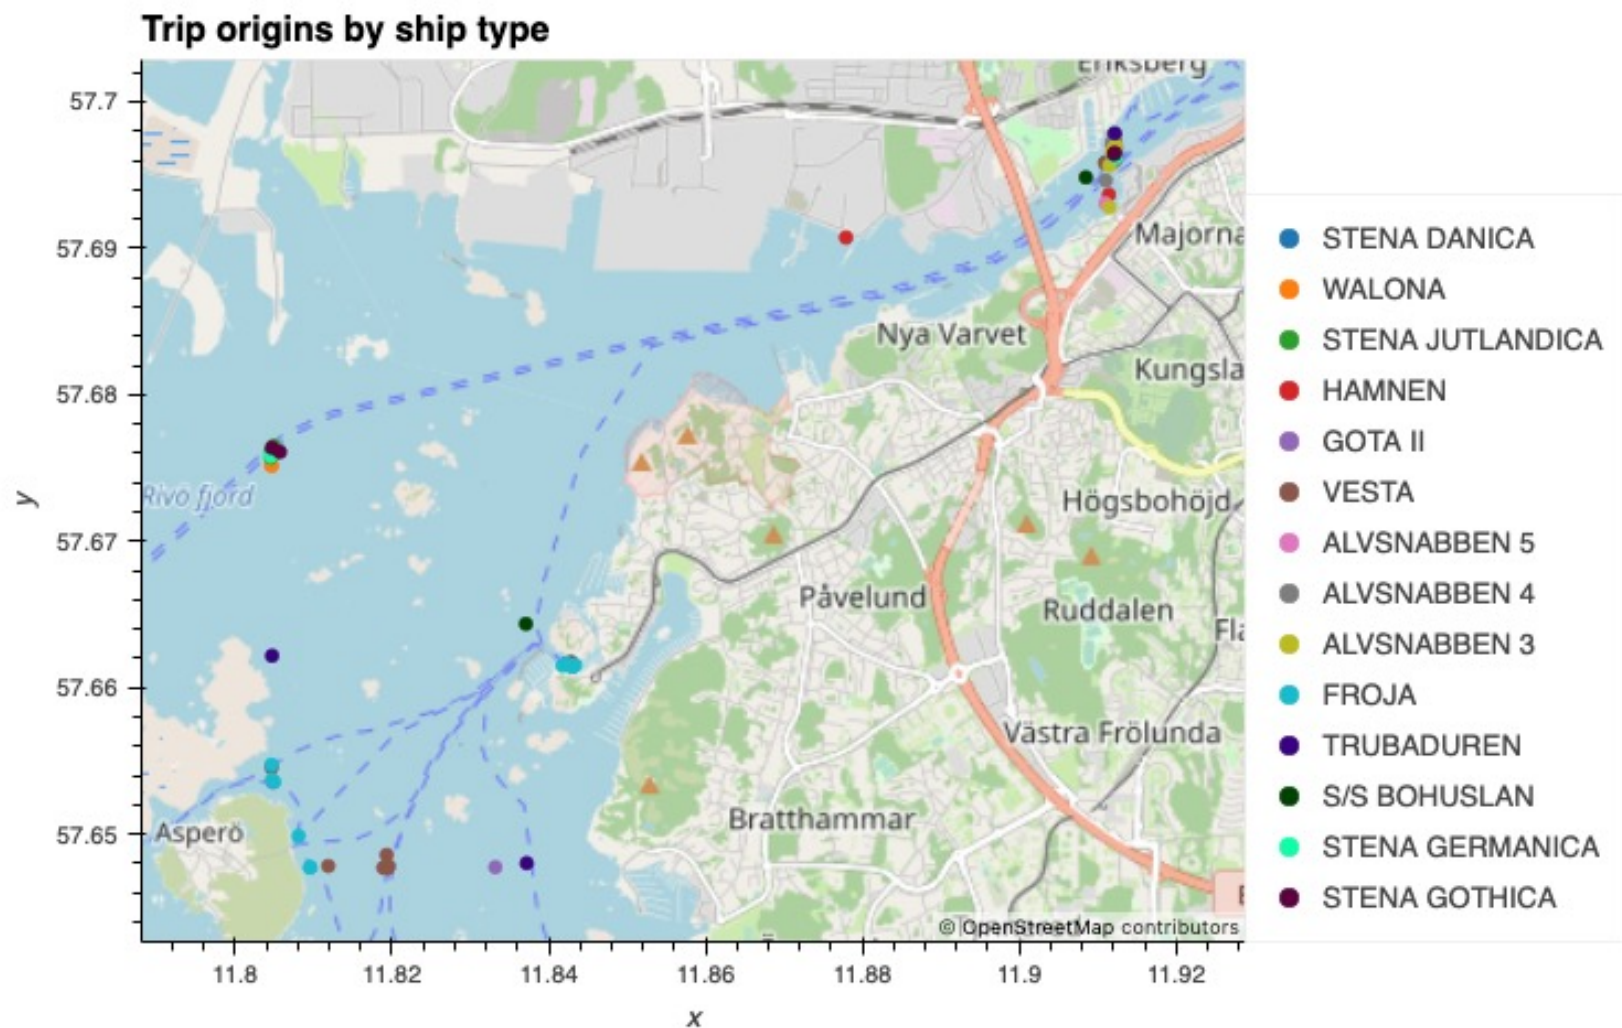 Trip origins by ship type
Eriksberg
57.7
57.69
57.68
57.67
57.66
57.65
y
Majorna
Nya Varvet
Kungsla
Rivö fjord
Högsbohöjd
Påvelund
Ruddalen
Fla
Västra Frölunda
Bratthammar
Asperö
E
© OpenStreetMap contributors
11.8
11.82
11.84
11.86
11.88
11.9
11.92
x
STENA DANICA
WALONA
STENA JUTLANDICA
HAMNEN
GOTA II
VESTA
ALVSNABBEN 5
ALVSNABBEN 4
ALVSNABBEN 3
FROJA
TRUBADUREN
S/S BOHUSLAN
STENA GERMANICA
STENA GOTHICA